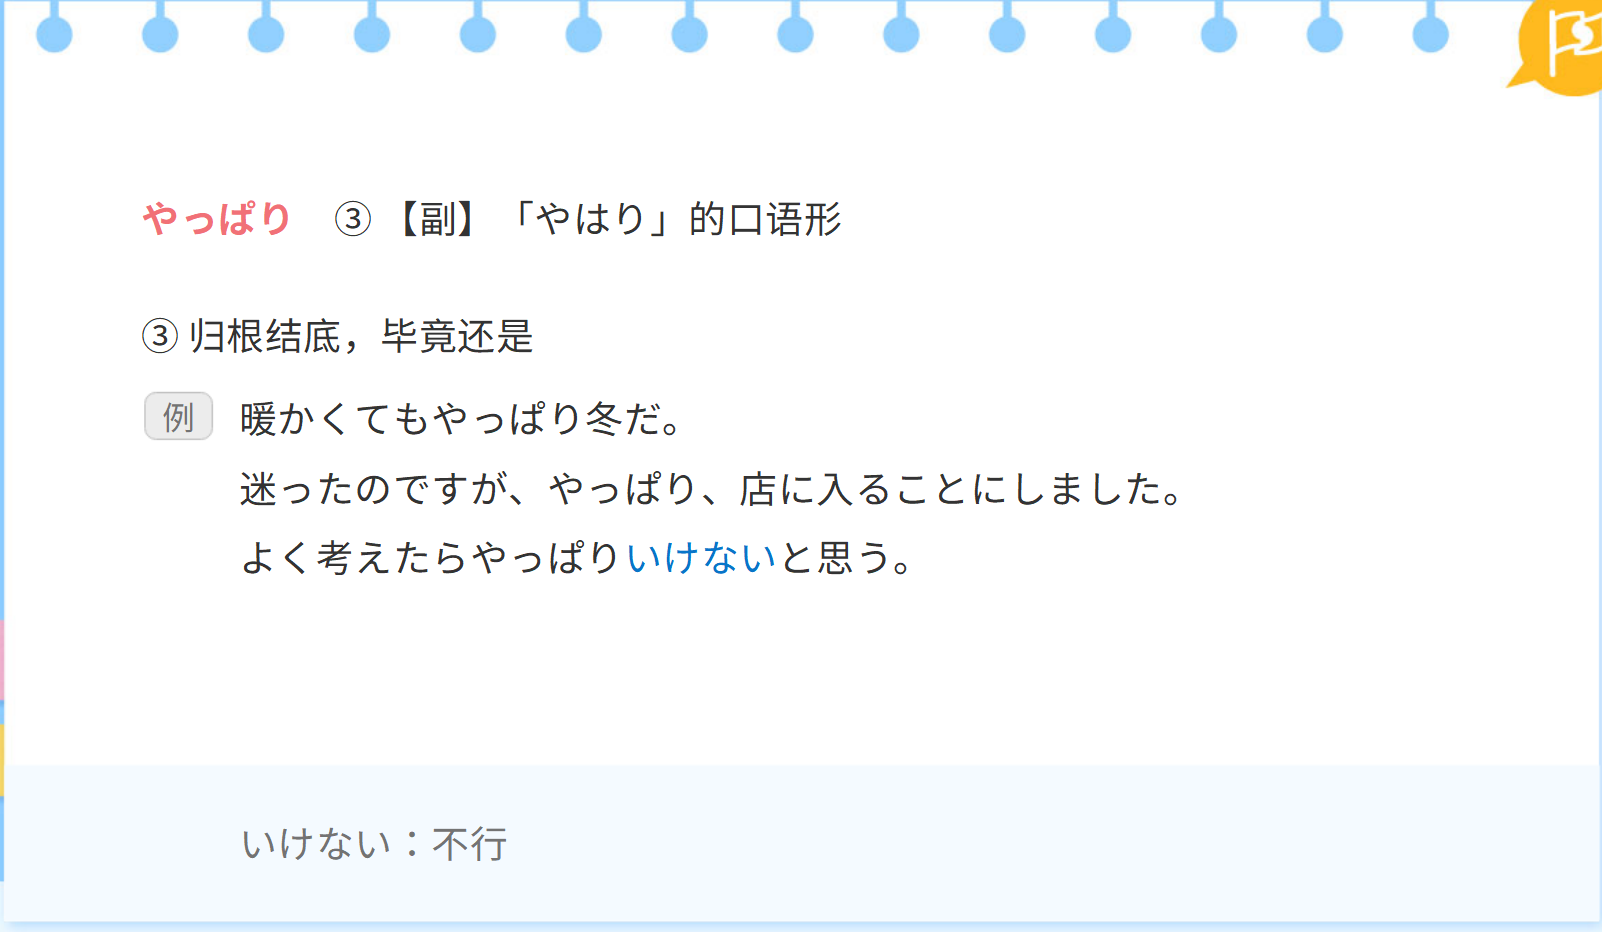 やっぱり ③【副】「やはり」的口语形
③ 归根结底，毕竟还是
例 暖かくてもやっぱり冬だ。
迷ったのですが、やっぱり、店に入ることにしました。
よく考えたらやっぱりいけないと思う。
いけない：不行